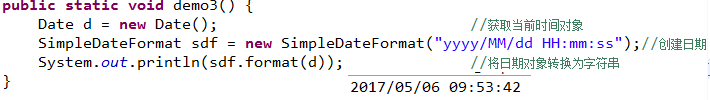 public static void demo3() {
Date d = new Date(); //获取当前时间对象
SimpleDateFormat sdf = new SimpleDateFormat("yyyy/MM/dd HH:mm:ss");//创建日期
System.out.println(sdf.format(d)); //将日期对象转换为字符串
2017/05/06 09:53:42
}